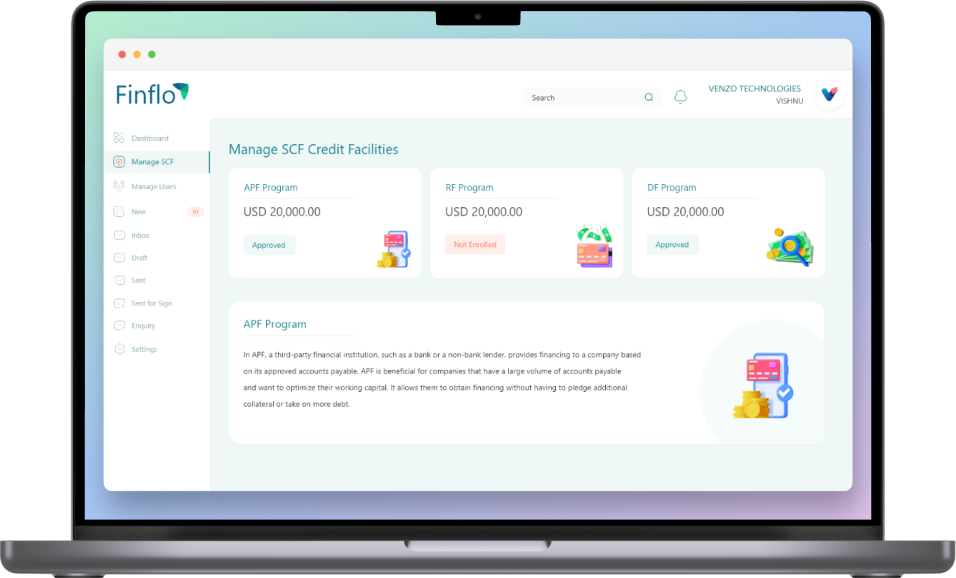 Finflo
Search
VENZO TECHNOLOGIES
VISHNU
Dashboard
Manage SCF
Manage Users
New
Inbox
Draft
Sent
Sent for Sign
Enquiry
Settings
Manage SCF Credit Facilities
APF Program
USD 20,000.00
Approved
RF Program
USD 20,000.00
Not Enrolled
DF Program
USD 20,000.00
Approved
APF Program
In APF, a third-party financial institution, such as a bank or a non-bank lender, provides financing to a company based
on its approved accounts payable. APF is beneficial for companies that have a large volume of accounts payable
and want to optimize their working capital. It allows them to obtain financing without having to pledge additional
collateral or take on more debt.